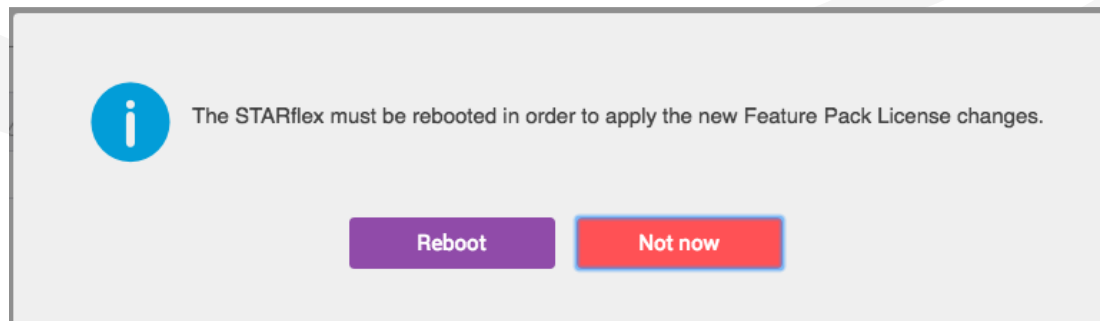 The STARflex must be rebooted in order to apply the new Feature Pack License changes.
Reboot
Not now